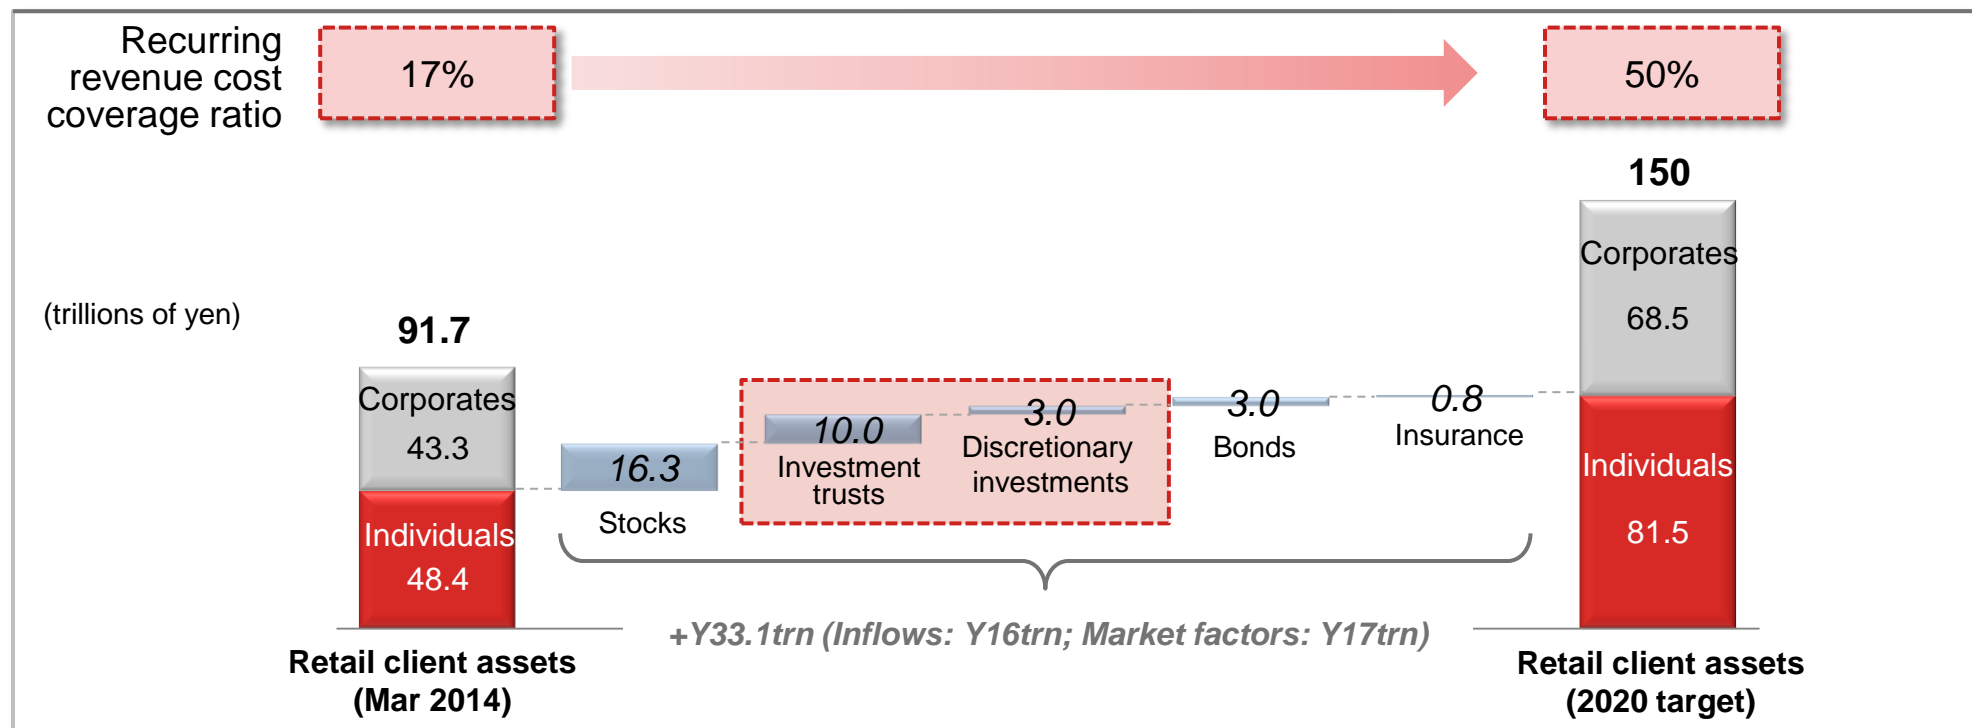 Recurring
revenue cost
coverage ratio
17%
50%
(trillions of yen)
91.7
Corporates
43.3
Individuals
48.4
Retail client assets
(Mar 2014)
16.3
Stocks
10.0
Investment
trusts
3.0
Discretionary
investments
3.0
Bonds
0.8
Insurance
+Y33.1trn (Inflows: Y16trn; Market factors: Y17trn)
150
Corporates
68.5
Individuals
81.5
Retail client assets
(2020 target)